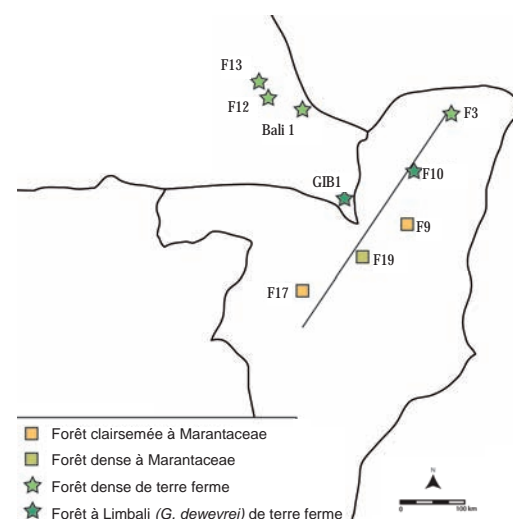 F13
F12
Bali 1
F3
F10
GIB1
F9
F19
F17
Forêt clairsemée à Marantaceae
Forêt dense à Marantaceae
Forêt dense de terre ferme
Forêt à Limbali (G. dewevrei) de terre ferme
N
0 100 km